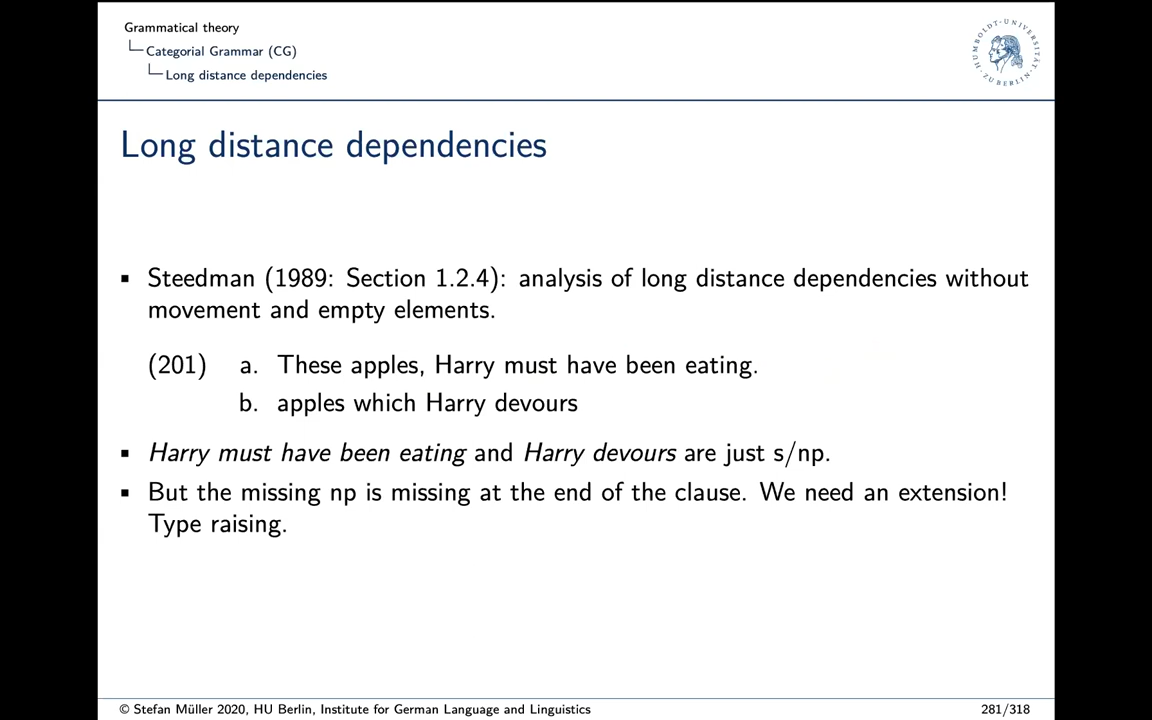 Grammatical theory
Categorial Grammar (CG)
Long distance dependencies
HUMBOLDT-UNIVERSITÄT ZU BERLIN
Long distance dependencies
▪ Steedman (1989: Section 1.2.4): analysis of long distance dependencies without
movement and empty elements.
(201) a. These apples, Harry must have been eating.
b. apples which Harry devours
▪ Harry must have been eating and Harry devours are just s/np.
▪ But the missing np is missing at the end of the clause. We need an extension!
Type raising.
© Stefan Müller 2020, HU Berlin, Institute for German Language and Linguistics
281/318